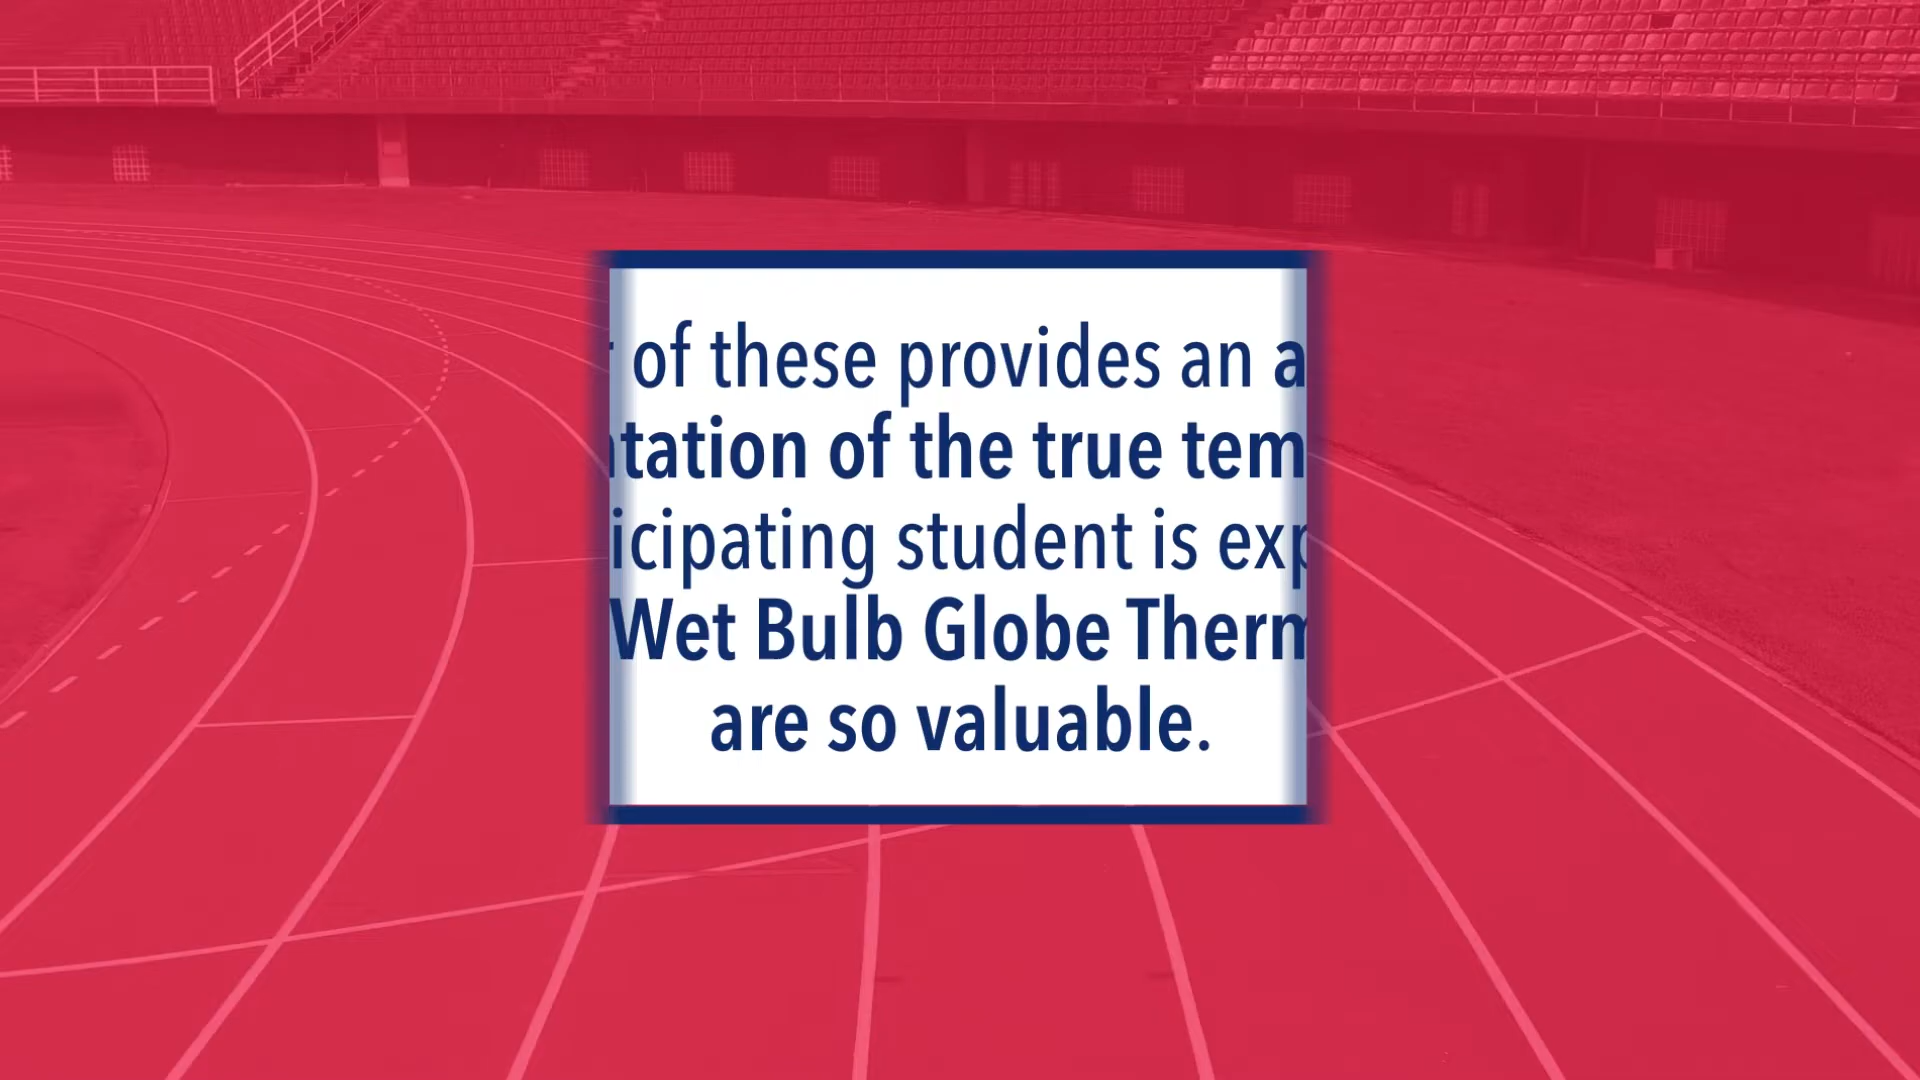 of these provides an a
tation of the true tem
icipating student is exp
Wet Bulb Globe Therm
are so valuable.